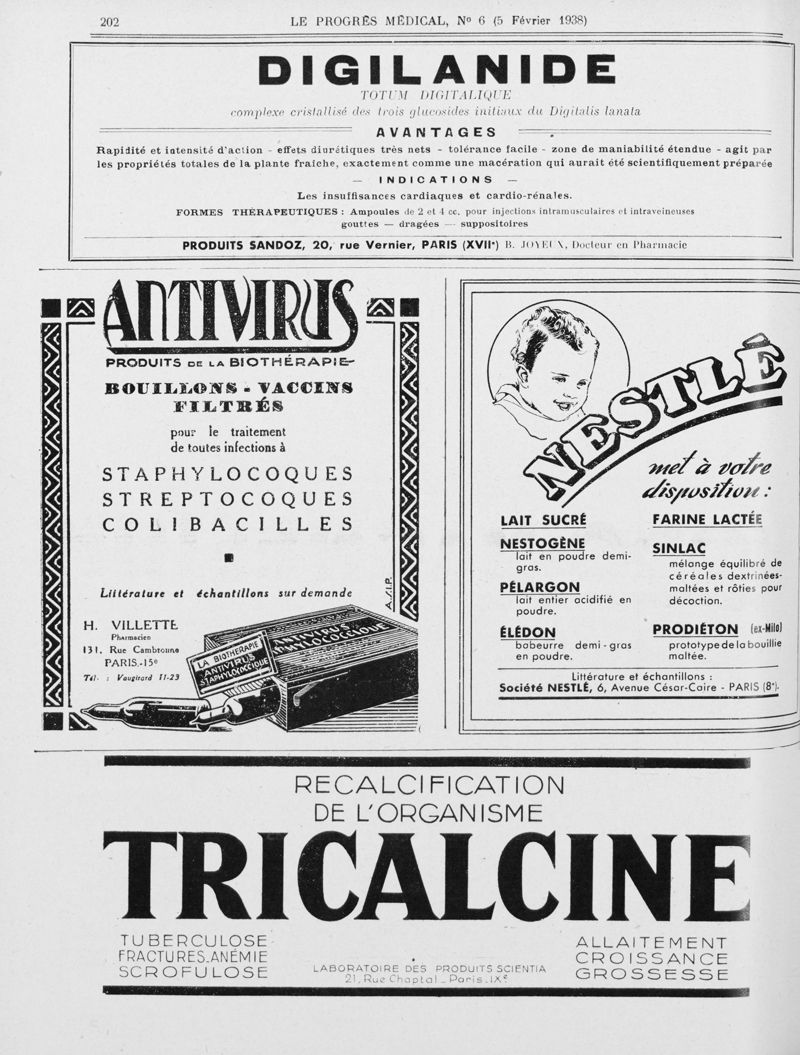 202
LE PROGRÈS MÉDICAL, No 6 (5 Février 1938)
DIGILANIDE
TOTUM DIGITALIQUE
complexe cristallisé des trois glucosides initiaux du Digitalis lanata
AVANTAGES
Rapidité et intensité d'action - effets diurétiques très nets - tolérance facile - zone de maniabilité étendue - agit par
les propriétés totales de la plante fraîche, exactement comme une macération qui aurait été scientifiquement préparée
— INDICATIONS —
Les insuffisances cardiaques et cardio-rénales.
FORMES THÉRAPEUTIQUES : Ampoules de 2 et 4 cc. pour injections intramusculaires et intraveineuses
gouttes — dragées — suppositoires
PRODUITS SANDOZ, 20, rue Vernier, PARIS (XVIIe) B. JOYEUX, Docteur en Pharmacie
ANTIVIRUS
PRODUITS DE LA BIOTHÉRAPIE
BOUILLONS - VACCINS
FILTRÉS
pour le traitement
de toutes infections à
STAPHYLOCOQUES
STREPTOCOQUES
COLIBACILLES
Littérature et échantillons sur demande
A.S.I.P.
H. VILLETTE
Pharmacien
131, Rue Cambronne
PARIS.-15e
Tél. : Vaugirard 11-23
ANTIVIRUS
STAPHYLOCOCCIQUE
LA BIOTHERAPIE
ANTIVIRUS
STAPHYLOCOCCIQUE
NESTLÉ
met à votre
disposition :
LAIT SUCRÉ
NESTOGÈNE
lait en poudre demi-
gras.
PÉLARGON
lait entier acidifié en
poudre.
ÉLÉDON
babeurre demi-gras
en poudre.
FARINE LACTÉE
SINLAC
mélange équilibré de
céréales dextrinées-
maltées et rôties pour
décoction.
PRODIÉTON (ex-Milo)
prototype de la bouillie
maltée.
Littérature et échantillons :
Société NESTLÉ, 6, Avenue César-Caire - PARIS (8e).
RECALCIFICATION
DE L'ORGANISME
TRICALCINE
TUBERCULOSE
FRACTURES_ANÉMIE
SCROFULOSE
LABORATOIRE DES PRODUITS SCIENTIA
21, Rue Chaptal _ Paris. IXe
ALLAITEMENT
CROISSANCE
GROSSESSE